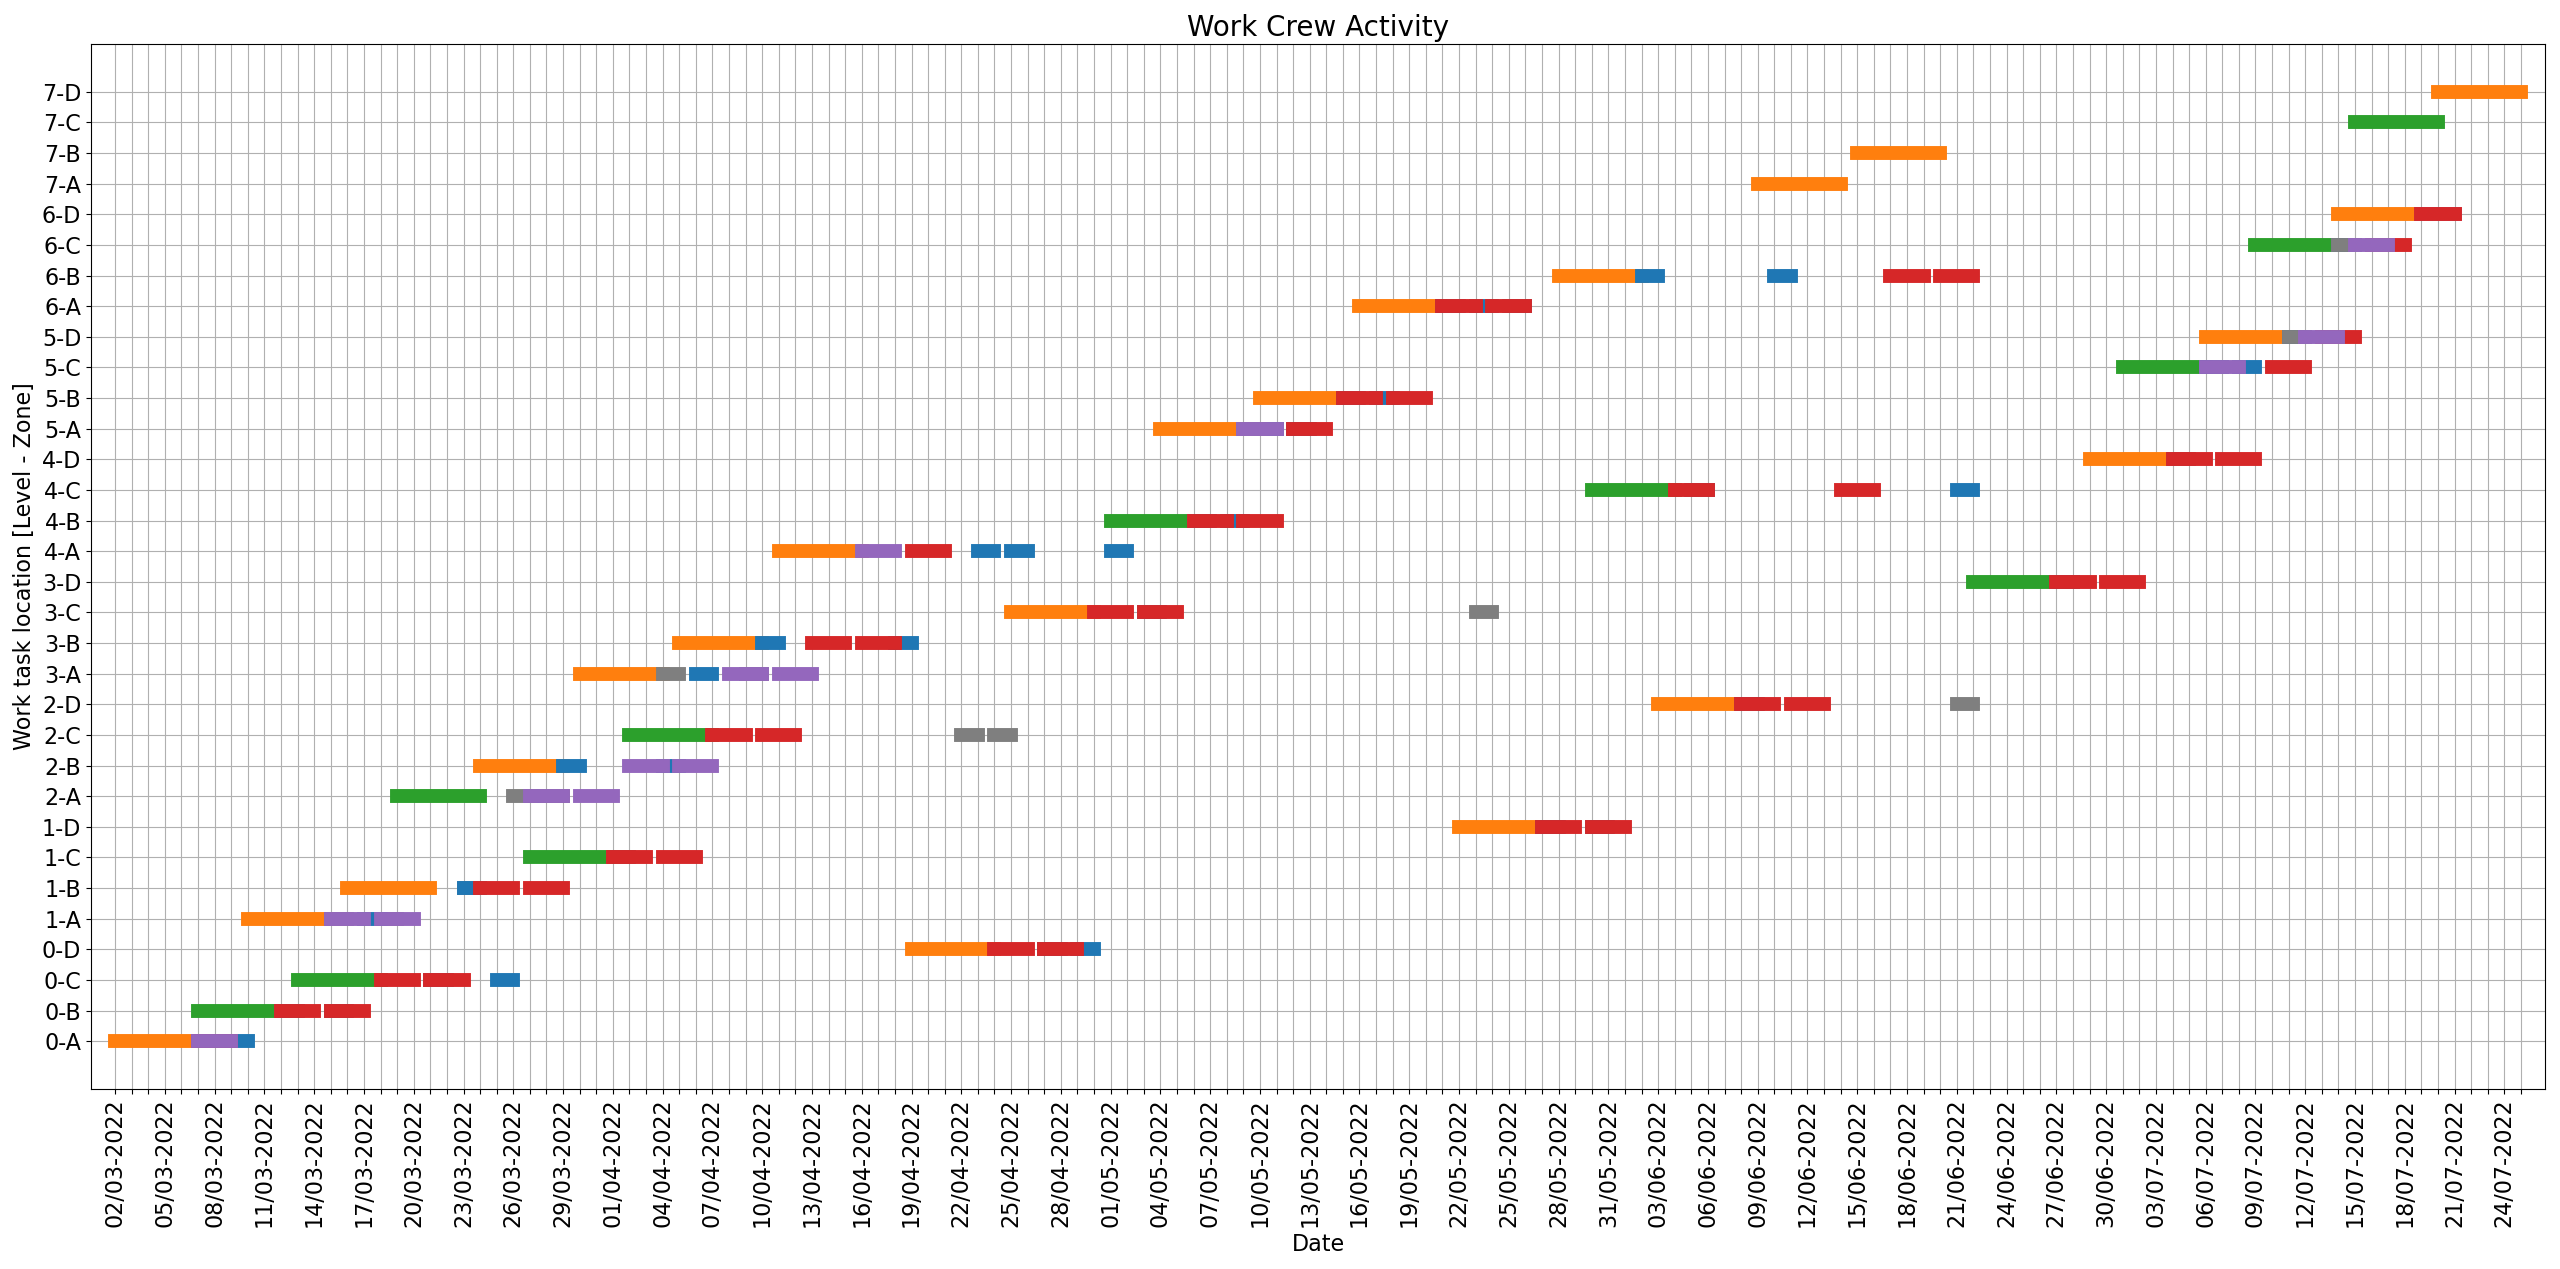 Work Crew Activity
Work task location [Level - Zone]
7-D
7-C
7-B
7-A
6-D
6-C
6-B
6-A
5-D
5-C
5-B
5-A
4-D
4-C
4-B
4-A
3-D
3-C
3-B
3-A
2-D
2-C
2-B
2-A
1-D
1-C
1-B
1-A
0-D
0-C
0-B
0-A
02/03-2022
05/03-2022
08/03-2022
11/03-2022
14/03-2022
17/03-2022
20/03-2022
23/03-2022
26/03-2022
29/03-2022
01/04-2022
04/04-2022
07/04-2022
10/04-2022
13/04-2022
16/04-2022
19/04-2022
22/04-2022
25/04-2022
28/04-2022
01/05-2022
04/05-2022
07/05-2022
10/05-2022
13/05-2022
16/05-2022
19/05-2022
22/05-2022
25/05-2022
28/05-2022
31/05-2022
03/06-2022
06/06-2022
09/06-2022
12/06-2022
15/06-2022
18/06-2022
21/06-2022
24/06-2022
27/06-2022
30/06-2022
03/07-2022
06/07-2022
09/07-2022
12/07-2022
15/07-2022
18/07-2022
21/07-2022
24/07-2022
Date